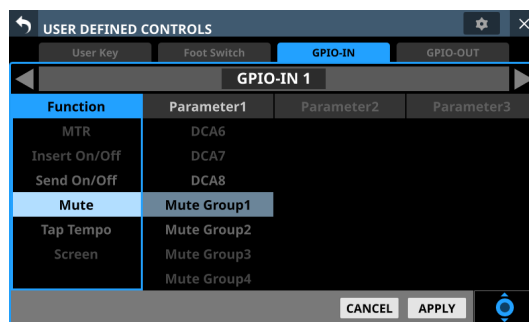 USER DEFINED CONTROLS
User Key Foot Switch GPIO-IN GPIO-OUT
GPIO-IN 1
Function Parameter1 Parameter2 Parameter3
MTR DCA6
Insert On/Off DCA7
Send On/Off DCA8
Mute Mute Group1
Tap Tempo Mute Group2
Screen Mute Group3
Mute Group4
CANCEL APPLY